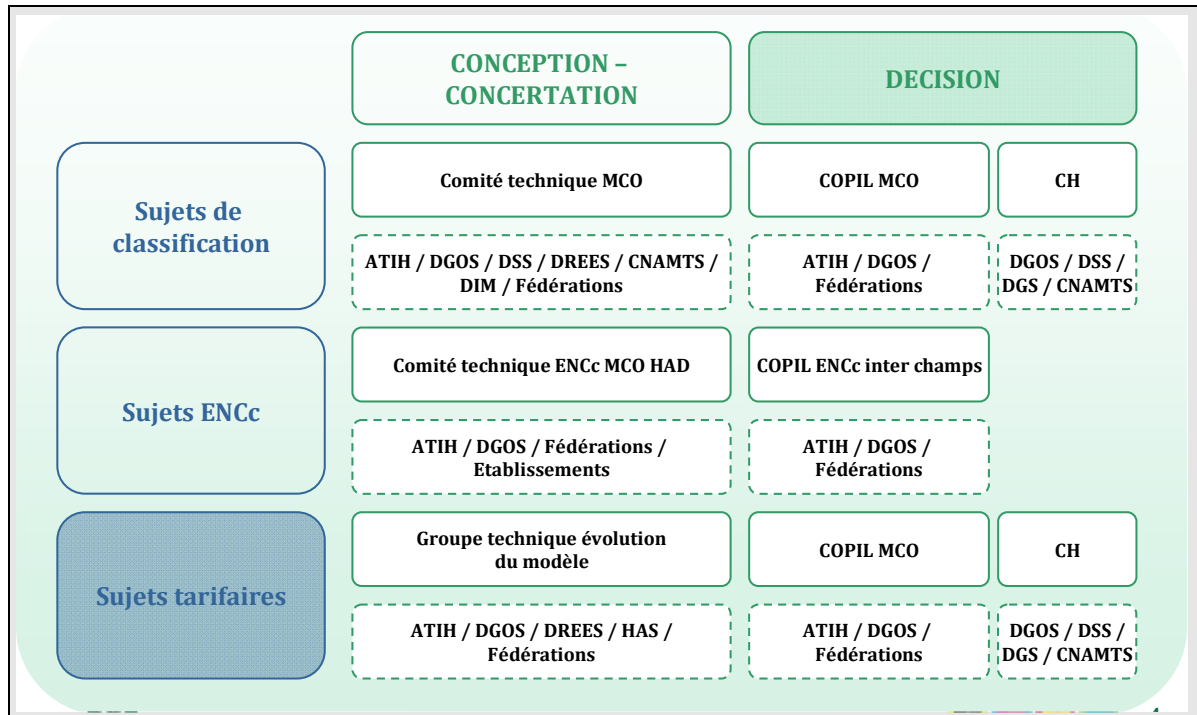 CONCEPTION –
CONCERTATION
DECISION
Sujets de
classification
Comité technique MCO
COPIL MCO
CH
ATIH / DGOS / DSS / DREES / CNAMTS /
DIM / Fédérations
ATIH / DGOS /
Fédérations
DGOS / DSS /
DGS / CNAMTS
Sujets ENCc
Comité technique ENCc MCO HAD
COPIL ENCc inter champs
ATIH / DGOS / Fédérations /
Etablissements
ATIH / DGOS /
Fédérations
Sujets tarifaires
Groupe technique évolution
du modèle
COPIL MCO
CH
ATIH / DGOS / DREES / HAS /
Fédérations
ATIH / DGOS /
Fédérations
DGOS / DSS /
DGS / CNAMTS